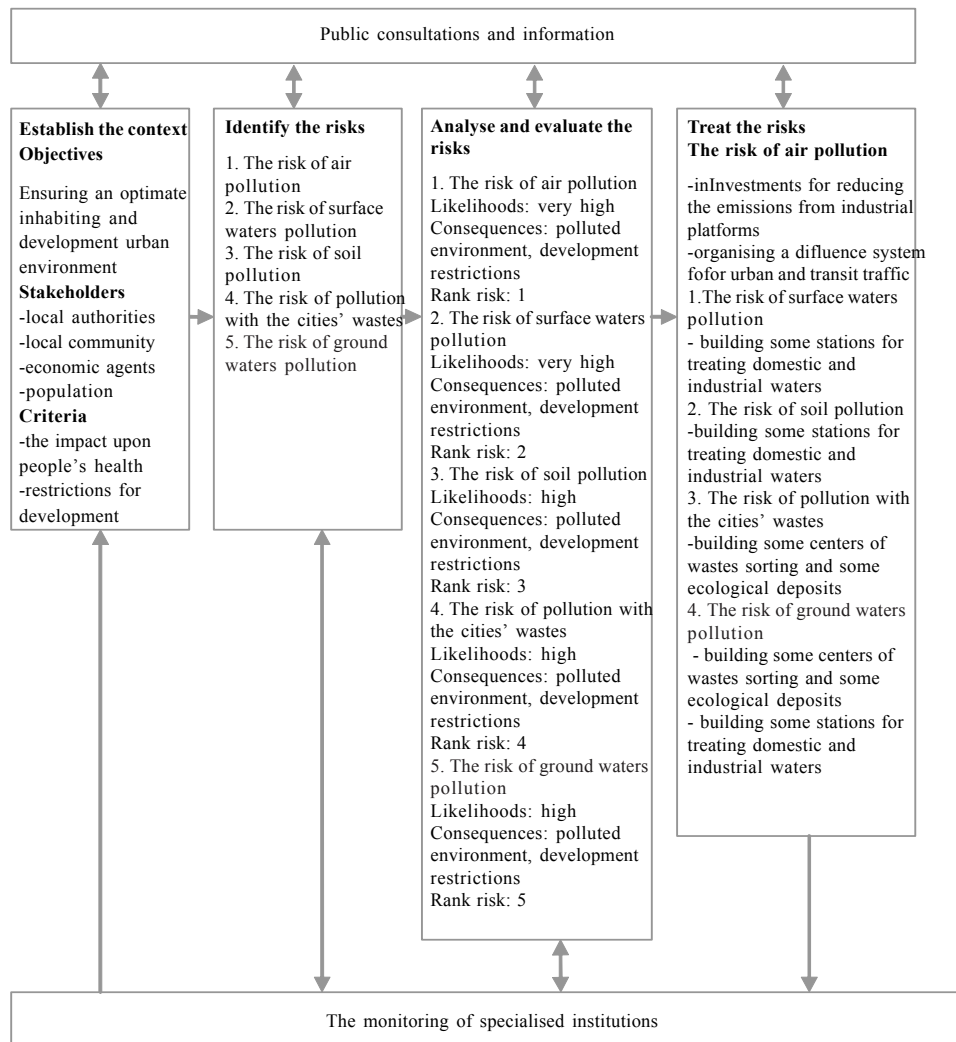 Public consultations and information
Establish the context
Objectives
Ensuring an optimate
inhabiting and
development urban
environment
Stakeholders
-local authorities
-local community
-economic agents
-population
Criteria
-the impact upon
people's health
-restrictions for
development
Identify the risks
1. The risk of air
pollution
2. The risk of surface
waters pollution
3. The risk of soil
pollution
4. The risk of pollution
with the cities' wastes
5. The risk of ground
waters pollution
Analyse and evaluate the
risks
1. The risk of air pollution
Likelihoods: very high
Consequences: polluted
environment, development
restrictions
Rank risk: 1
2. The risk of surface waters
pollution
Likelihoods: very high
Consequences: polluted
environment, development
restrictions
Rank risk: 2
3. The risk of soil pollution
Likelihoods: high
Consequences: polluted
environment, development
restrictions
Rank risk: 3
4. The risk of pollution with
the cities' wastes
Likelihoods: high
Consequences: polluted
environment, development
restrictions
Rank risk: 4
5. The risk of ground waters
pollution
Likelihoods: high
Consequences: polluted
environment, development
restrictions
Rank risk: 5
Treat the risks
The risk of air pollution
-inInvestments for reducing
the emissions from industrial
platforms
-organising a difluence system
fofor urban and transit traffic
1.The risk of surface waters
pollution
- building some stations for
treating domestic and
industrial waters
2. The risk of soil pollution
-building some stations for
treating domestic and
industrial waters
3. The risk of pollution with
the cities' wastes
-building some centers of
wastes sorting and some
ecological deposits
4. The risk of ground waters
pollution
- building some centers of
wastes sorting and some
ecological deposits
- building some stations for
treating domestic and
industrial waters
The monitoring of specialised institutions